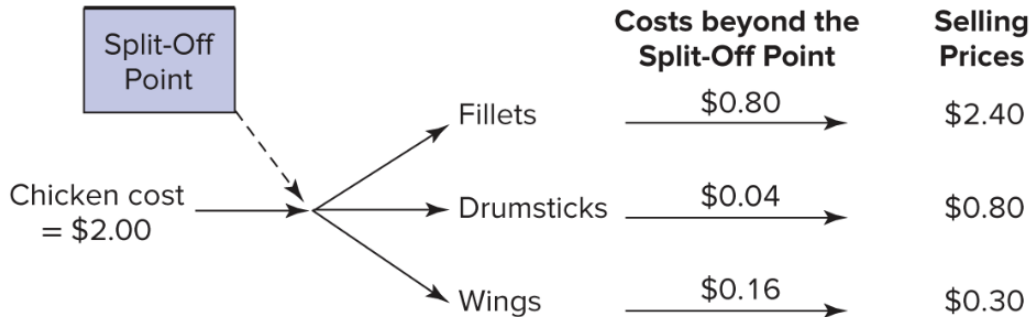 Split-Off
Point
Costs beyond the
Split-Off Point
Selling
Prices
Fillets
$0.80
$2.40
Chicken cost
= $2.00
Drumsticks
$0.04
$0.80
Wings
$0.16
$0.30